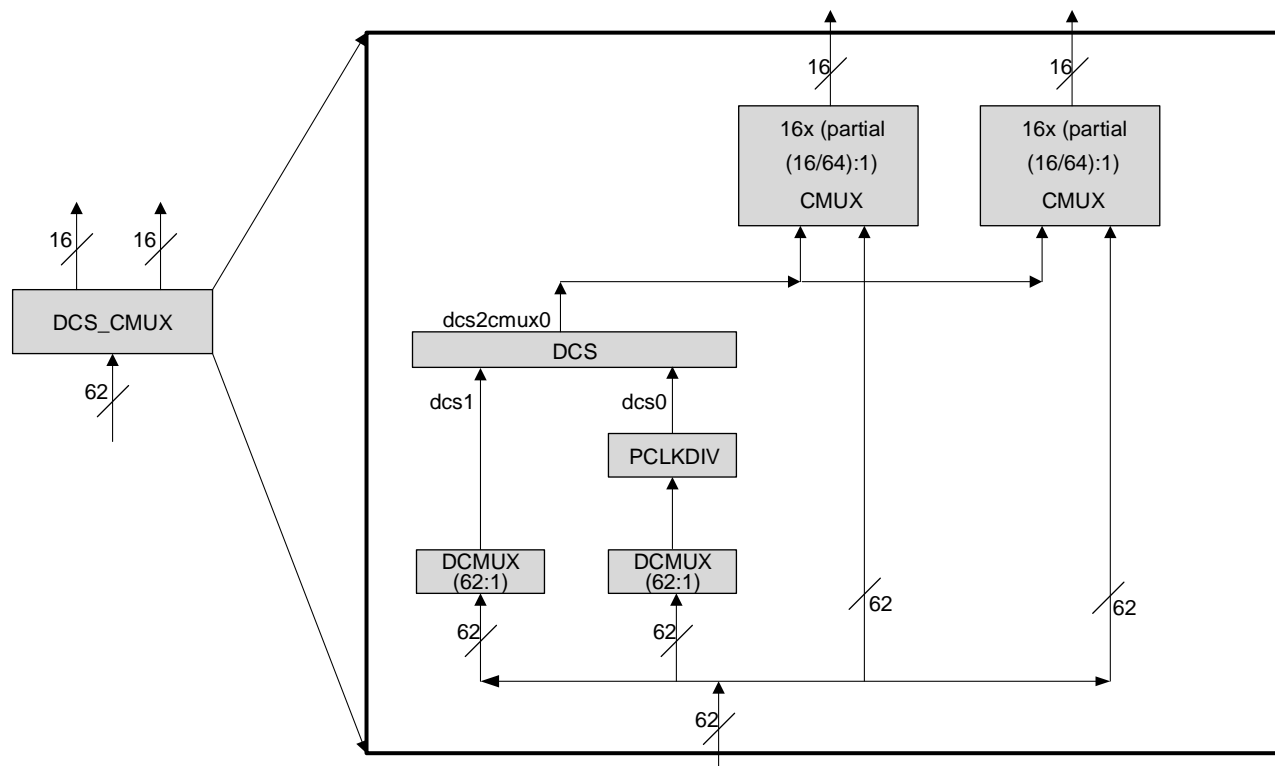 16
16
DCS_CMUX
62
16
16
16x (partial
(16/64):1)
CMUX
16x (partial
(16/64):1)
CMUX
dcs2cmux0
DCS
dcs1
dcs0
PCLKDIV
DCMUX
(62:1)
DCMUX
(62:1)
62
62
62
62
62